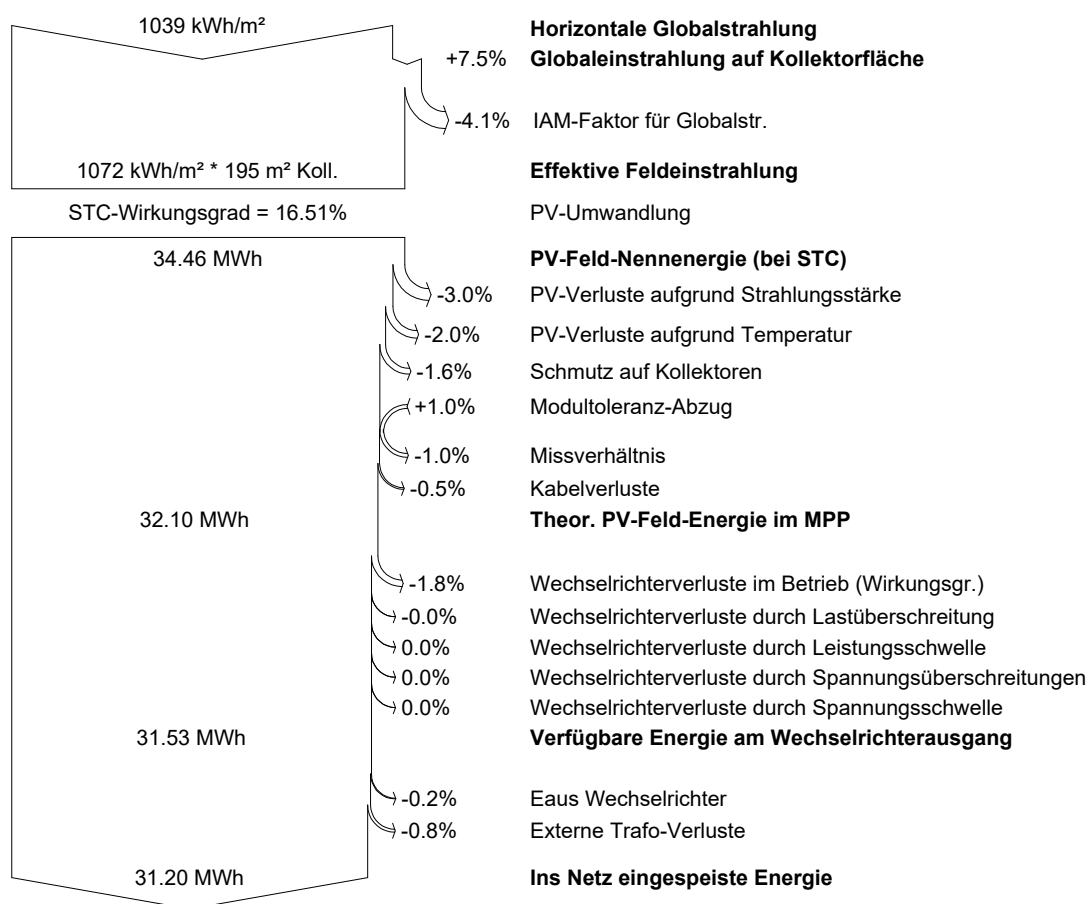 1039 kWh/m² Horizontale Globalstrahlung
+7.5% Globaleinstrahlung auf Kollektorfläche
-4.1% IAM-Faktor für Globalstr.
1072 kWh/m² * 195 m² Koll. Effektive Feldeinstrahlung
STC-Wirkungsgrad = 16.51% PV-Umwandlung
34.46 MWh PV-Feld-Nennenergie (bei STC)
-3.0% PV-Verluste aufgrund Strahlungsstärke
-2.0% PV-Verluste aufgrund Temperatur
-1.6% Schmutz auf Kollektoren
+1.0% Modultoleranz-Abzug
-1.0% Missverhältnis
-0.5% Kabelverluste
32.10 MWh Theor. PV-Feld-Energie im MPP
-1.8% Wechselrichterverluste im Betrieb (Wirkungsgr.)
-0.0% Wechselrichterverluste durch Lastüberschreitung
0.0% Wechselrichterverluste durch Leistungsschwelle
0.0% Wechselrichterverluste durch Spannungsüberschreitungen
0.0% Wechselrichterverluste durch Spannungsschwelle
31.53 MWh Verfügbare Energie am Wechselrichterausgang
-0.2% Eaus Wechselrichter
-0.8% Externe Trafo-Verluste
31.20 MWh Ins Netz eingespeiste Energie